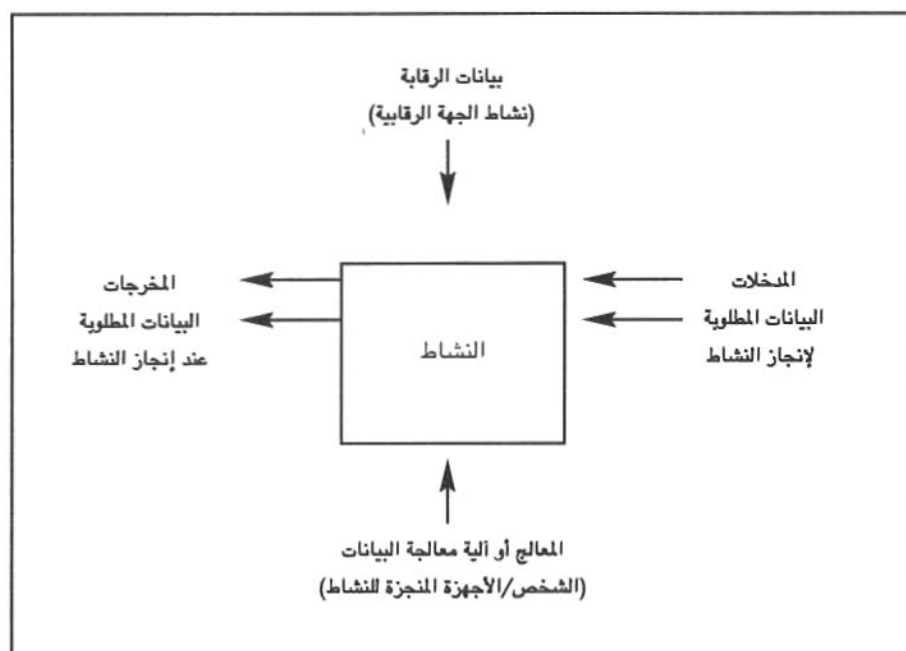 بيانات الرقابة
(نشاط الجهة الرقابية)
المدخلات
البيانات المطلوبة
لإنجاز النشاط
النشاط
المخرجات
البيانات المطلوبة
عند إنجاز النشاط
المعالج أو آلية معالجة البيانات
(الشخص/الأجهزة المنجزة للنشاط)